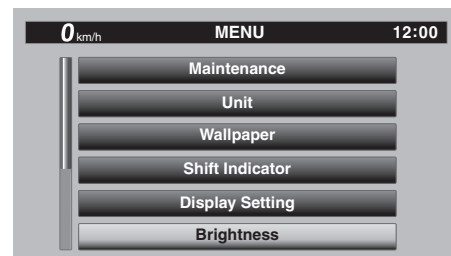 0 km/h MENU 12:00
Maintenance
Unit
Wallpaper
Shift Indicator
Display Setting
Brightness